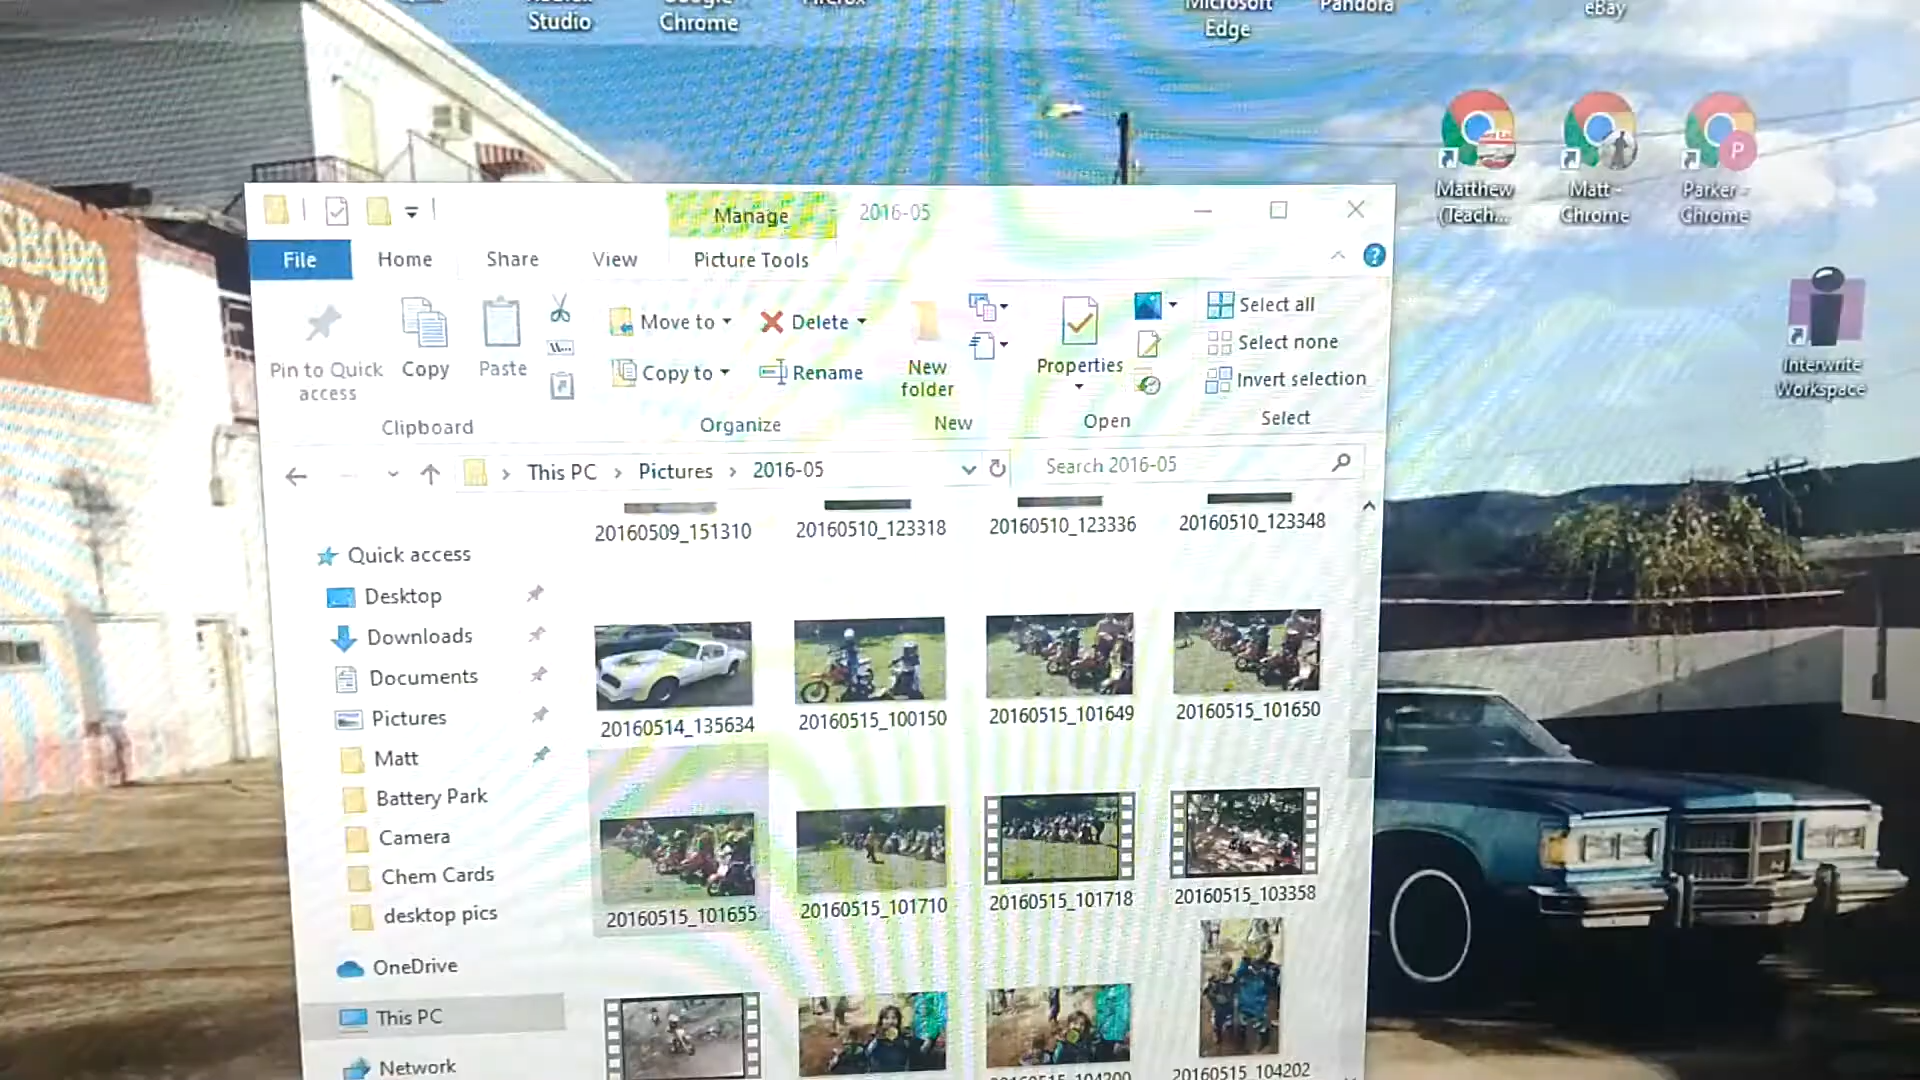 Studio
Chrome
Microsoft
Edge
Pandora
eBay
Matthew
(Teach...
Matt -
Chrome
Parker -
Chrome
Interwrite
Workspace
Manage
2016-05
File
Home
Share
View
Picture Tools
Pin to Quick
access
Copy
Paste
Move to
Copy to
Delete
Rename
New
folder
Properties
Select all
Select none
Invert selection
Clipboard
Organize
New
Open
Select
This PC
Pictures
2016-05
Search 2016-05
Quick access
Desktop
Downloads
Documents
Pictures
Matt
Battery Park
Camera
Chem Cards
desktop pics
OneDrive
This PC
Network
20160509_151310
20160510_123318
20160510_123336
20160510_123348
20160514_135634
20160515_100150
20160515_101649
20160515_101650
20160515_101655
20160515_101710
20160515_101718
20160515_103358
20160515_104200
20160515_104202
SBORO
AY
P